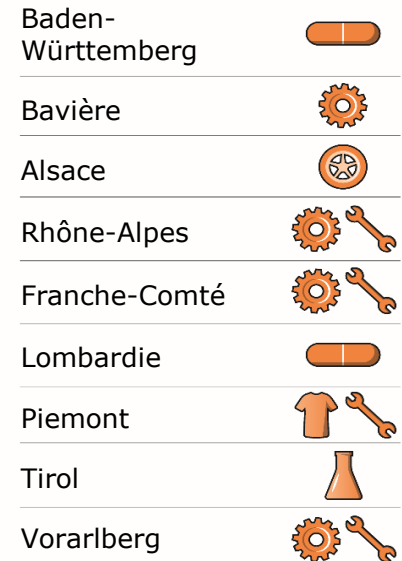 Baden-
Württemberg
Bavière
Alsace
Rhône-Alpes
Franche-Comté
Lombardie
Piemont
Tirol
Vorarlberg